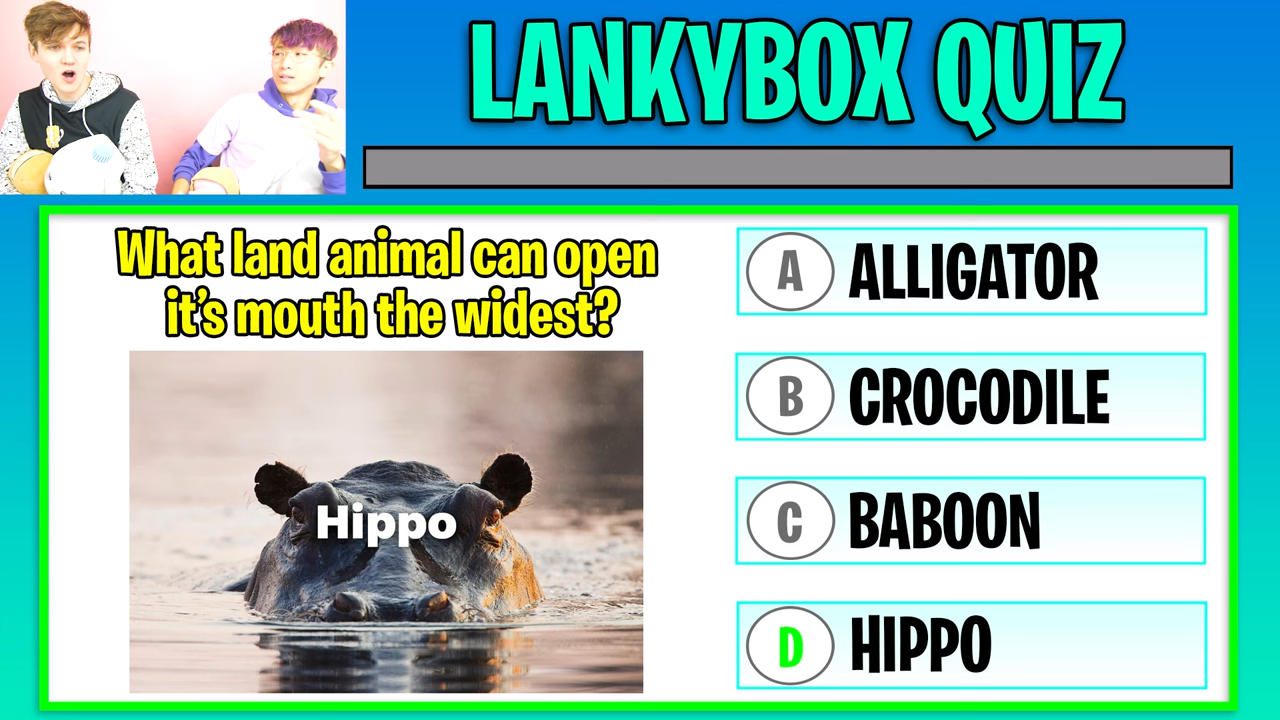 LANKYBOX QUIZ
What land animal can open
it's mouth the widest?
Hippo
A ALLIGATOR
B CROCODILE
C BABOON
D HIPPO